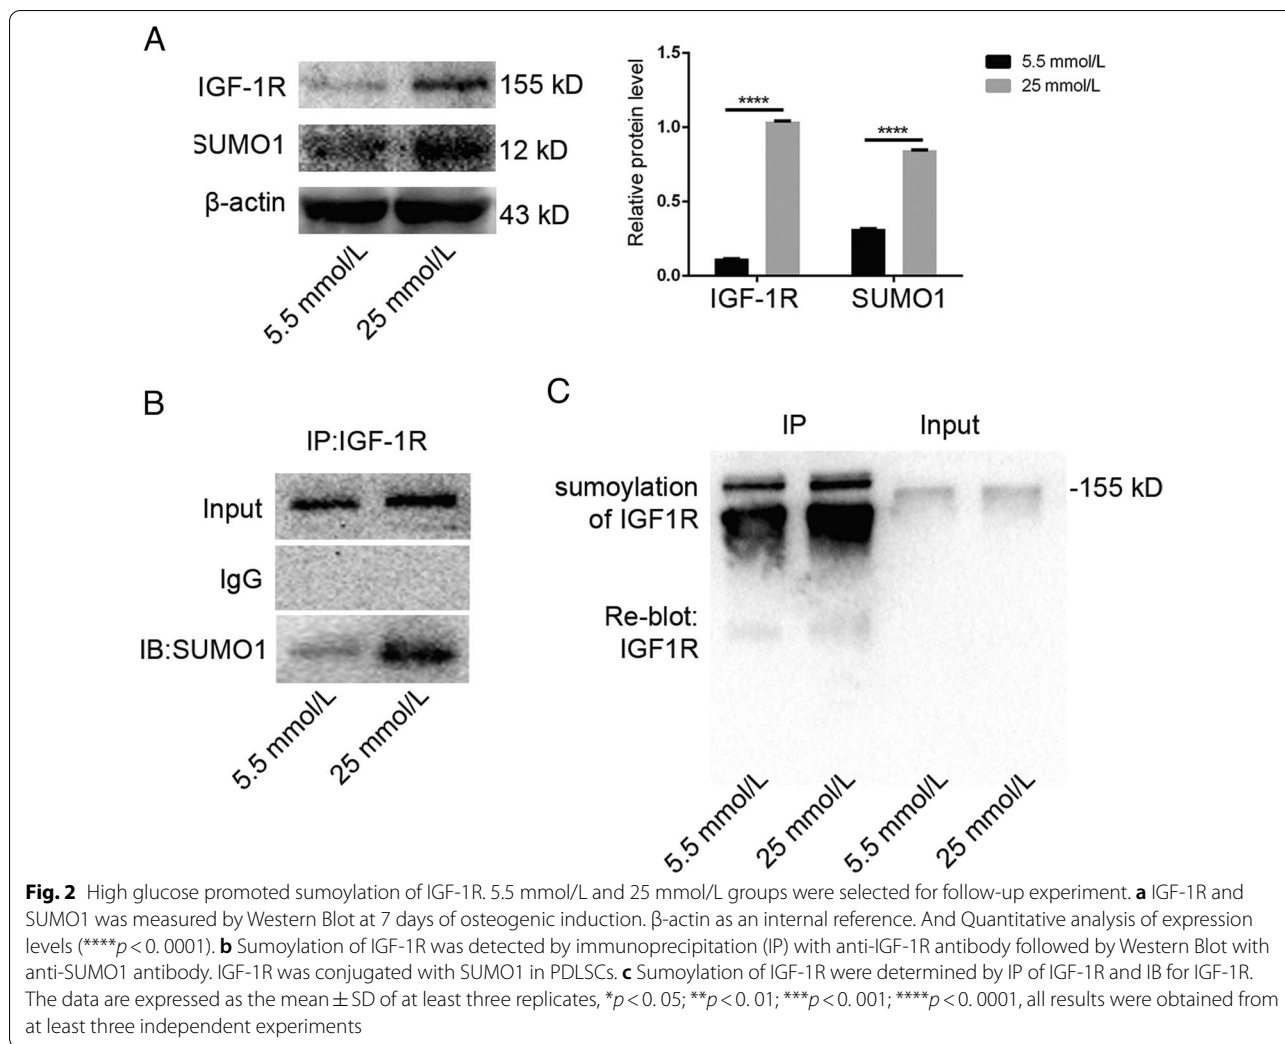 A
IGF-1R
155 kD
SUMO1
12 kD
β-actin
43 kD
5.5 mmol/L
25 mmol/L
Relative protein level
1.5
1.0
0.5
0.0
****
****
IGF-1R
SUMO1
5.5 mmol/L
25 mmol/L
B
IP:IGF-1R
Input
IgG
IB:SUMO1
5.5 mmol/L
25 mmol/L
C
IP
Input
sumoylation
of IGF1R
-155 kD
Re-blot:
IGF1R
5.5 mmol/L
25 mmol/L
5.5 mmol/L
25 mmol/L
Fig. 2 High glucose promoted sumoylation of IGF-1R. 5.5 mmol/L and 25 mmol/L groups were selected for follow-up experiment. a IGF-1R and
SUMO1 was measured by Western Blot at 7 days of osteogenic induction. β-actin as an internal reference. And Quantitative analysis of expression
levels (****p < 0. 0001). b Sumoylation of IGF-1R was detected by immunoprecipitation (IP) with anti-IGF-1R antibody followed by Western Blot with
anti-SUMO1 antibody. IGF-1R was conjugated with SUMO1 in PDLSCs. c Sumoylation of IGF-1R were determined by IP of IGF-1R and IB for IGF-1R.
The data are expressed as the mean ± SD of at least three replicates, *p < 0. 05; **p < 0. 01; ***p < 0. 001; ****p < 0. 0001, all results were obtained from
at least three independent experiments